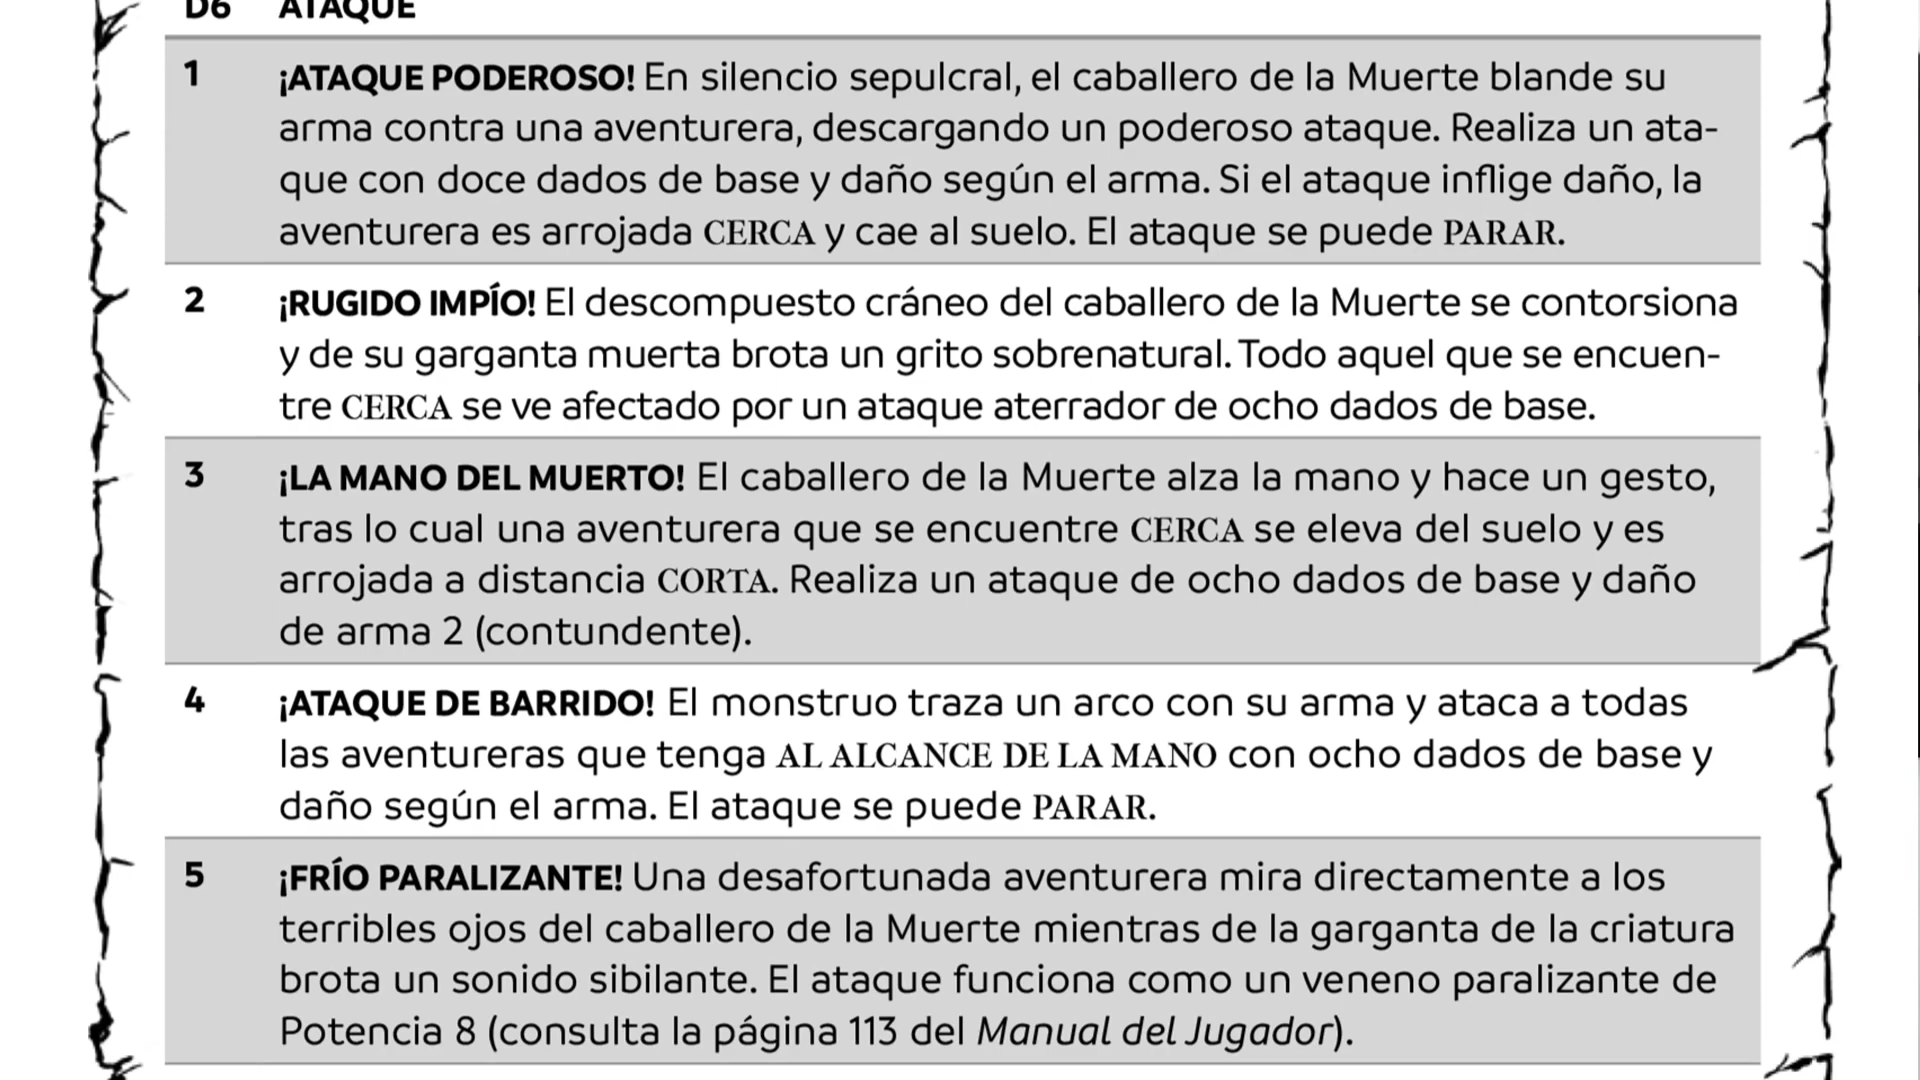 D6 ATAQUE
1 ¡ATAQUE PODEROSO! En silencio sepulcral, el caballero de la Muerte blande su
arma contra una aventurera, descargando un poderoso ataque. Realiza un ata-
que con doce dados de base y daño según el arma. Si el ataque inflige daño, la
aventurera es arrojada CERCA y cae al suelo. El ataque se puede PARAR.
2 ¡RUGIDO IMPÍO! El descompuesto cráneo del caballero de la Muerte se contorsiona
y de su garganta muerta brota un grito sobrenatural. Todo aquel que se encuen-
tre CERCA se ve afectado por un ataque aterrador de ocho dados de base.
3 ¡LA MANO DEL MUERTO! El caballero de la Muerte alza la mano y hace un gesto,
tras lo cual una aventurera que se encuentre CERCA se eleva del suelo y es
arrojada a distancia CORTA. Realiza un ataque de ocho dados de base y daño
de arma 2 (contundente).
4 ¡ATAQUE DE BARRIDO! El monstruo traza un arco con su arma y ataca a todas
las aventureras que tenga AL ALCANCE DE LA MANO con ocho dados de base y
daño según el arma. El ataque se puede PARAR.
5 ¡FRÍO PARALIZANTE! Una desafortunada aventurera mira directamente a los
terribles ojos del caballero de la Muerte mientras de la garganta de la criatura
brota un sonido sibilante. El ataque funciona como un veneno paralizante de
Potencia 8 (consulta la página 113 del Manual del Jugador).